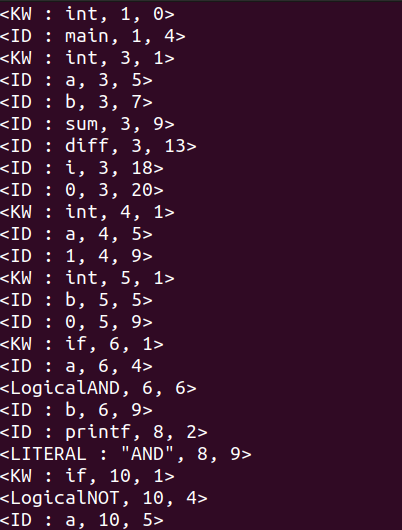 <KW : int, 1, 0>
<ID : main, 1, 4>
<KW : int, 3, 1>
<ID : a, 3, 5>
<ID : b, 3, 7>
<ID : sum, 3, 9>
<ID : diff, 3, 13>
<ID : i, 3, 18>
<ID : 0, 3, 20>
<KW : int, 4, 1>
<ID : a, 4, 5>
<ID : 1, 4, 9>
<KW : int, 5, 1>
<ID : b, 5, 5>
<ID : 0, 5, 9>
<KW : if, 6, 1>
<ID : a, 6, 4>
<LogicalAND, 6, 6>
<ID : b, 6, 9>
<ID : printf, 8, 2>
<LITERAL : "AND", 8, 9>
<KW : if, 10, 1>
<LogicalNOT, 10, 4>
<ID : a, 10, 5>